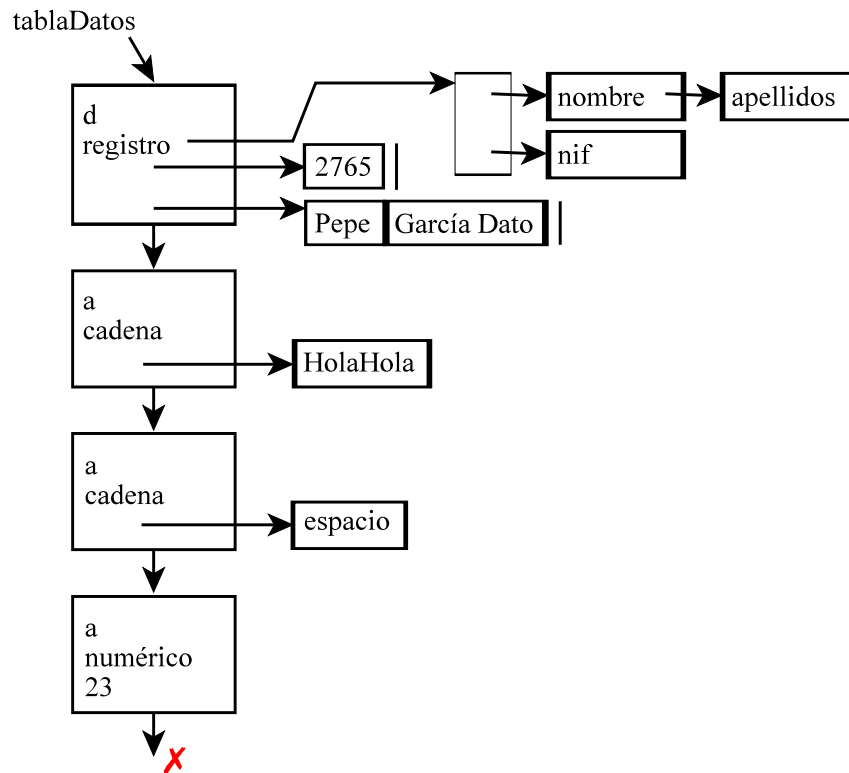 tablaDatos
d
registro
nombre
apellidos
nif
2765
Pepe
García Dato
a
cadena
HolaHola
a
cadena
espacio
a
numérico
23
✗